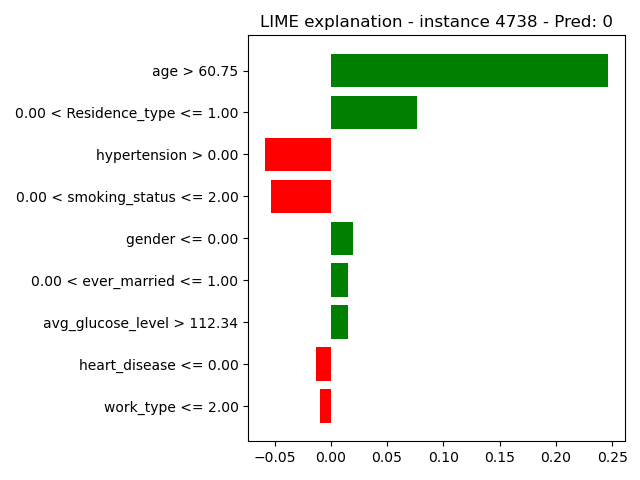 LIME explanation - instance 4738 - Pred: 0
age > 60.75
0.00 < Residence_type <= 1.00
hypertension > 0.00
0.00 < smoking_status <= 2.00
gender <= 0.00
0.00 < ever_married <= 1.00
avg_glucose_level > 112.34
heart_disease <= 0.00
work_type <= 2.00
−0.05 0.00 0.05 0.10 0.15 0.20 0.25